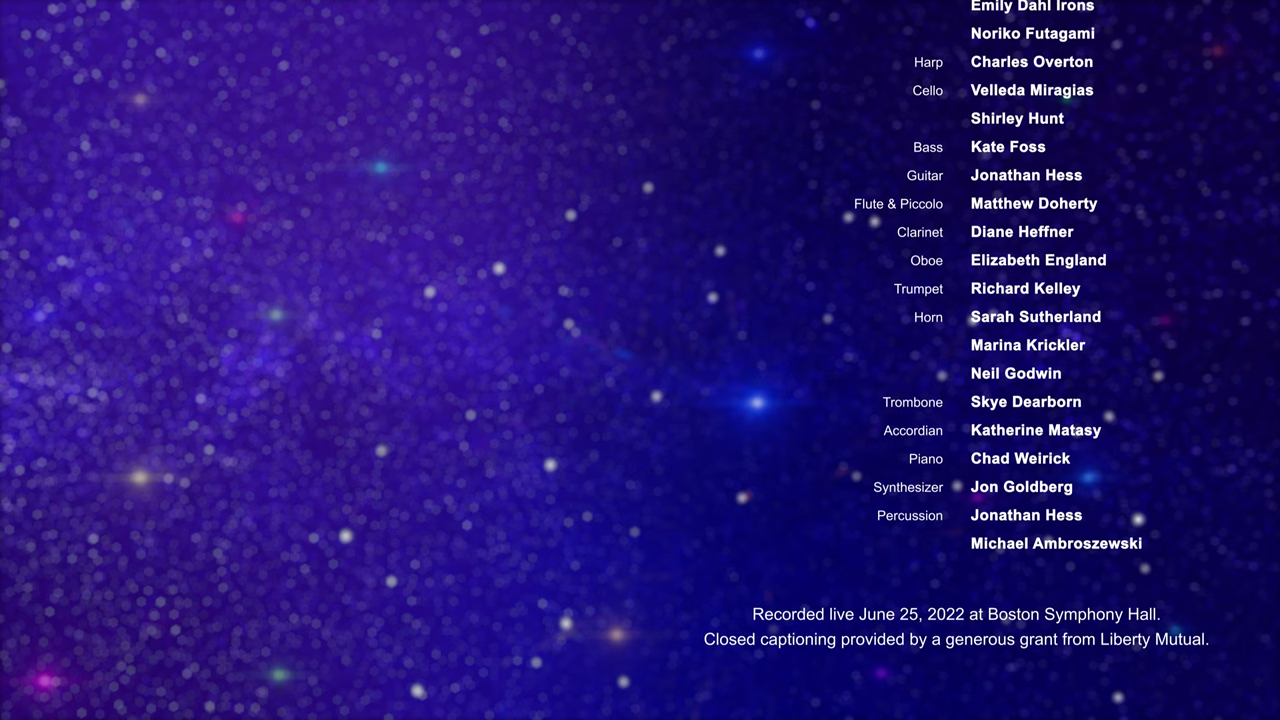 Emily Dahl Irons
Noriko Futagami
Harp Charles Overton
Cello Velleda Miragias
Shirley Hunt
Bass Kate Foss
Guitar Jonathan Hess
Flute & Piccolo Matthew Doherty
Clarinet Diane Heffner
Oboe Elizabeth England
Trumpet Richard Kelley
Horn Sarah Sutherland
Marina Krickler
Neil Godwin
Trombone Skye Dearborn
Accordian Katherine Matasy
Piano Chad Weirick
Synthesizer Jon Goldberg
Percussion Jonathan Hess
Michael Ambroszewski
Recorded live June 25, 2022 at Boston Symphony Hall.
Closed captioning provided by a generous grant from Liberty Mutual.